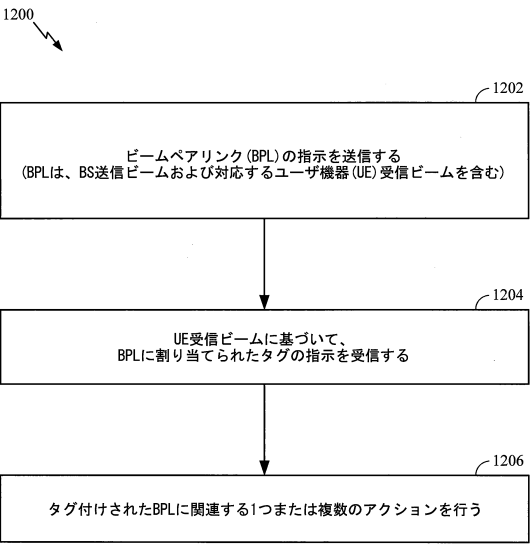 1200
1202
ビームペアリンク(BPL)の指示を送信する
(BPLは、BS送信ビームおよび対応するユーザ機器(UE)受信ビームを含む)
1204
UE受信ビームに基づいて、
BPLに割り当てられたタグの指示を受信する
1206
タグ付けされたBPLに関連する1つまたは複数のアクションを行う